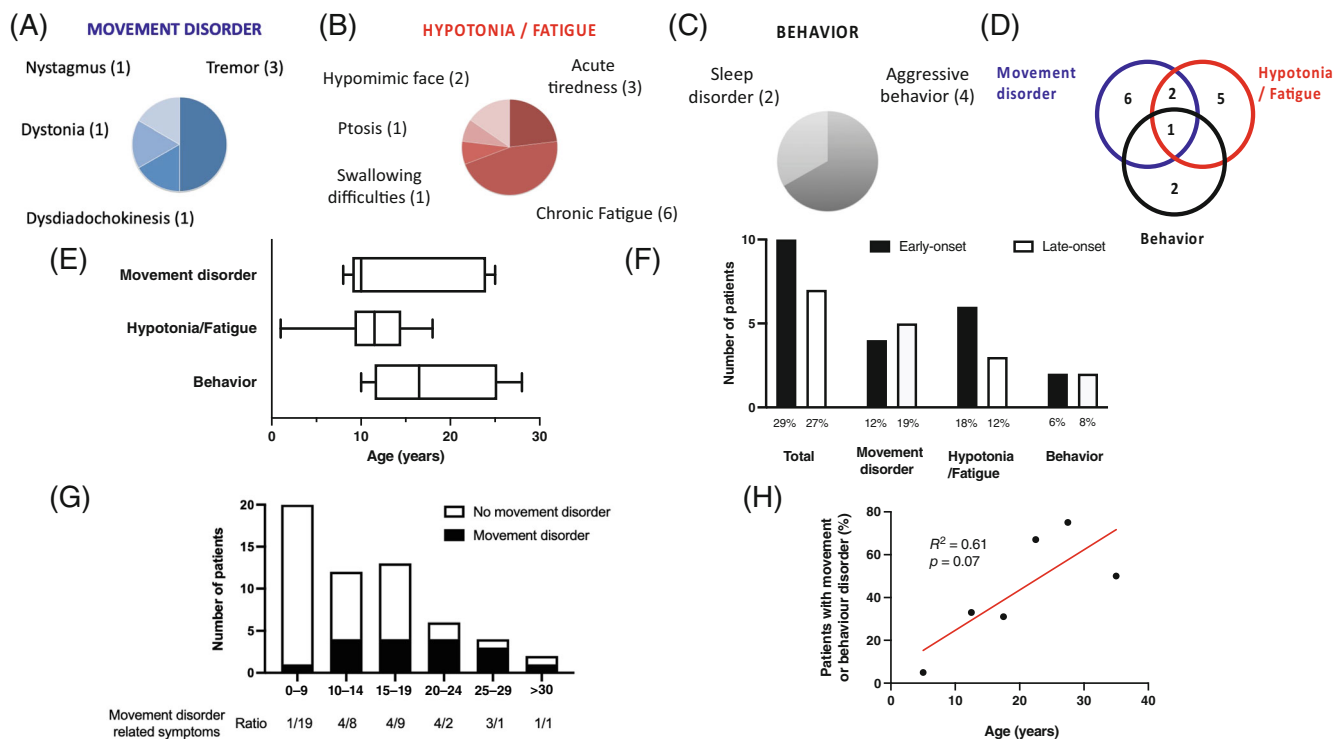 (A)
MOVEMENT DISORDER
Nystagmus (1)
Tremor (3)
Dystonia (1)
Dysdiadochokinesis (1)
(B)
HYPOTONIA / FATIGUE
Hypomimic face (2)
Acute
tiredness (3)
Ptosis (1)
Swallowing
difficulties (1)
Chronic Fatigue (6)
(C)
BEHAVIOR
Sleep
disorder (2)
Aggressive
behavior (4)
(D)
Movement
disorder
Hypotonia
/ Fatigue
6
2
5
1
2
Behavior
(E)
Movement disorder
Hypotonia/Fatigue
Behavior
0 10 20 30
Age (years)
(F)
Number of patients
10
5
0
Early-onset
Late-onset
29% 27% 12% 19% 18% 12% 6% 8%
Total
Movement
disorder
Hypotonia
/Fatigue
Behavior
(G)
Number of patients
20
15
10
5
0
No movement disorder
Movement disorder
0–9 10–14 15–19 20–24 25–29 >30
Movement disorder
related symptoms
Ratio 1/19 4/8 4/9 4/2 3/1 1/1
(H)
Patients with movement
or behaviour disorder (%)
80
60
40
20
0
R² = 0.61
p = 0.07
0 10 20 30 40
Age (years)